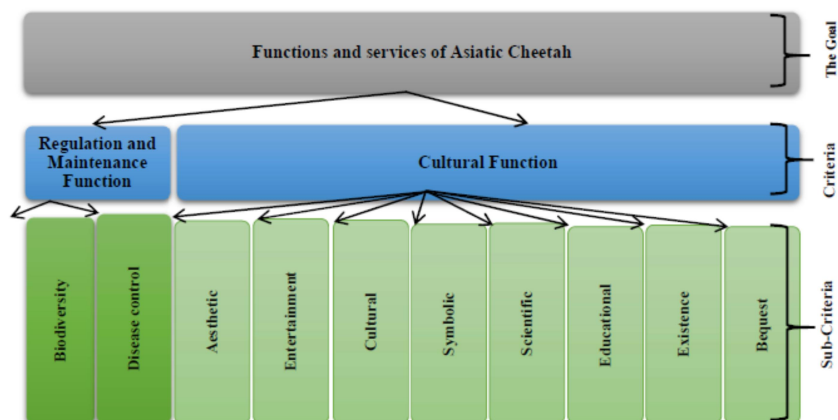 Functions and services of Asiatic Cheetah
The Goal
Regulation and
Maintenance
Function
Cultural Function
Criteria
Biodiversity
Disease control
Aesthetic
Entertainment
Cultural
Symbolic
Scientific
Educational
Existence
Bequest
Sub-Criteria